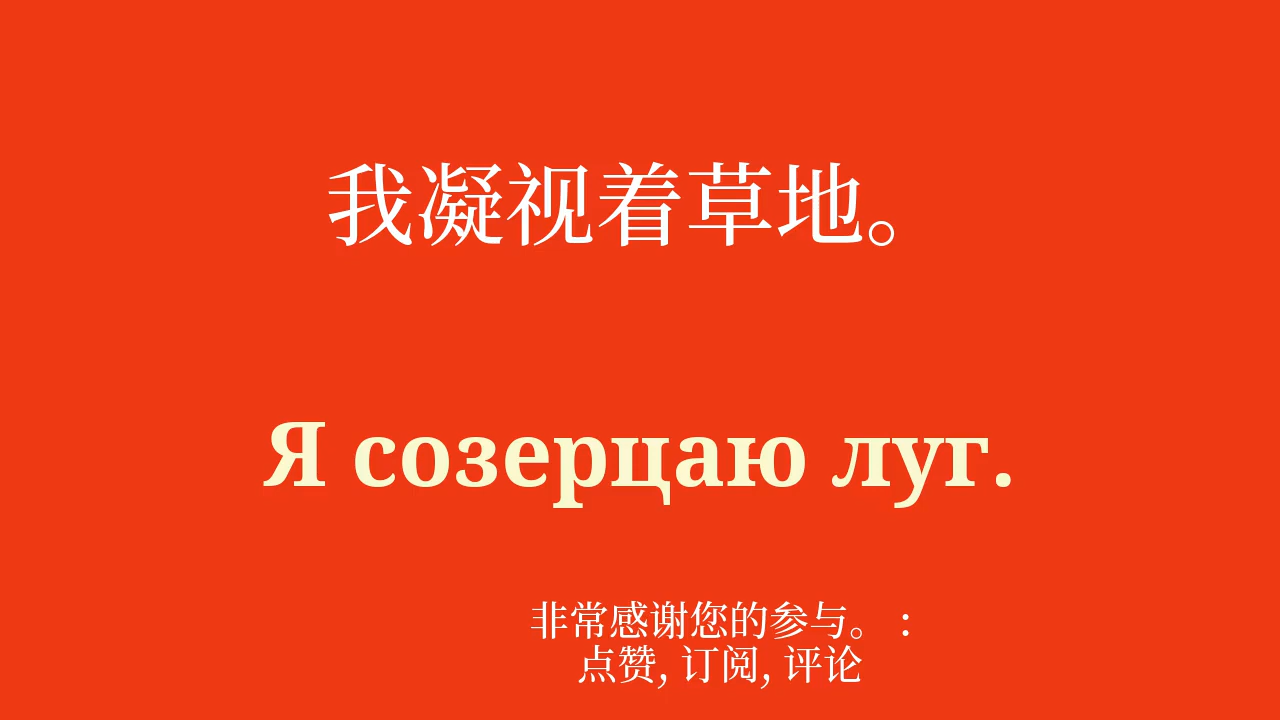 我凝视着草地。
Я созерцаю луг.
非常感谢您的参与。 :
点赞, 订阅, 评论